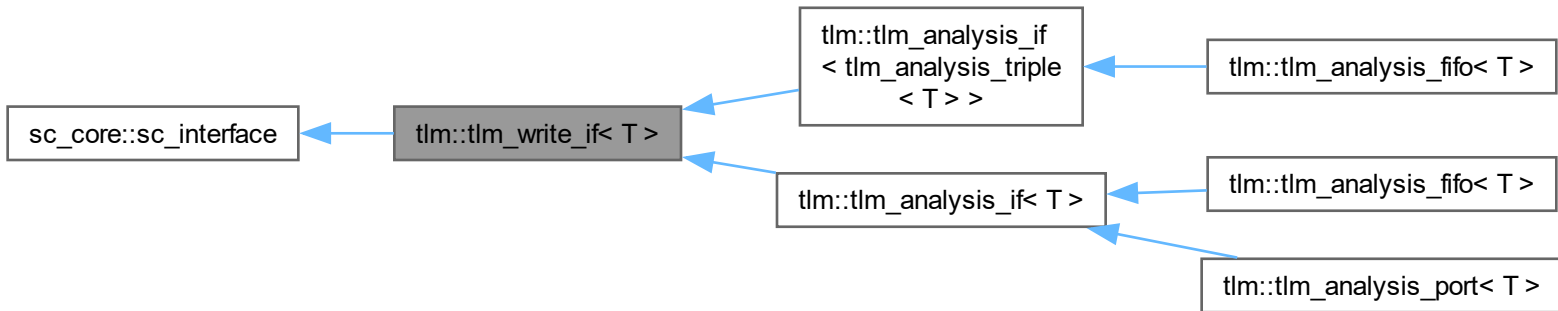 sc_core::sc_interface
tlm::tlm_write_if< T >
tlm::tlm_analysis_if
< tlm_analysis_triple
< T > >
tlm::tlm_analysis_fifo< T >
tlm::tlm_analysis_if< T >
tlm::tlm_analysis_fifo< T >
tlm::tlm_analysis_port< T >